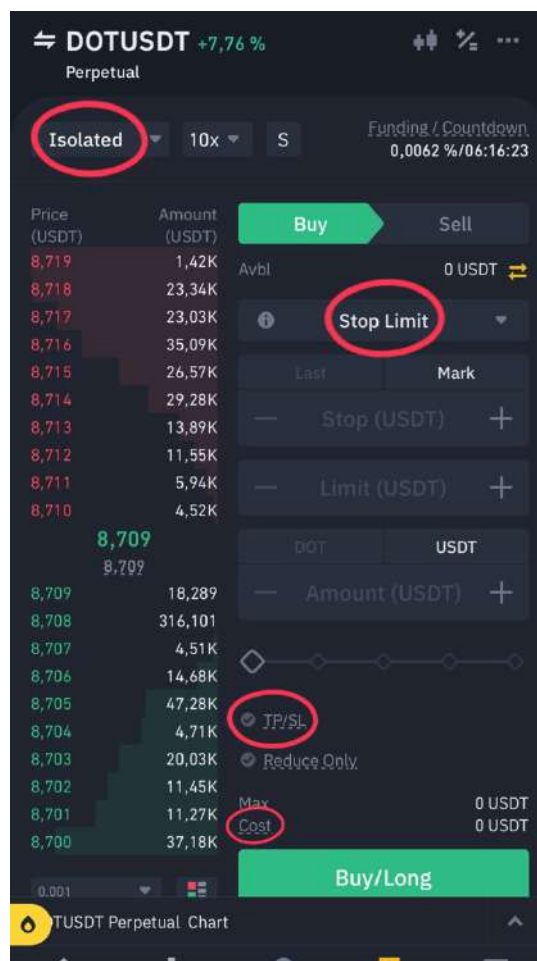 DOTUSDT +7,76 %
Perpetual
Isolated 10x S
Funding / Countdown
0,0062 %/06:16:23
Price (USDT) Amount (USDT)
8,719 1,42K
8,718 23,34K
8,717 23,03K
8,716 35,09K
8,715 26,57K
8,714 29,28K
8,713 13,89K
8,712 11,55K
8,711 5,94K
8,710 4,52K
8,709
8,709
8,709 18,289
8,708 316,101
8,707 4,51K
8,706 14,68K
8,705 47,28K
8,704 4,71K
8,703 20,03K
8,702 11,45K
8,701 11,27K
8,700 37,18K
0.001
Buy Sell
Avbl 0 USDT
Stop Limit
Last Mark
Stop (USDT)
Limit (USDT)
DOT USDT
Amount (USDT)
TP/SL
Reduce Only
Max 0 USDT
Cost 0 USDT
Buy/Long
OTUSDT Perpetual Chart